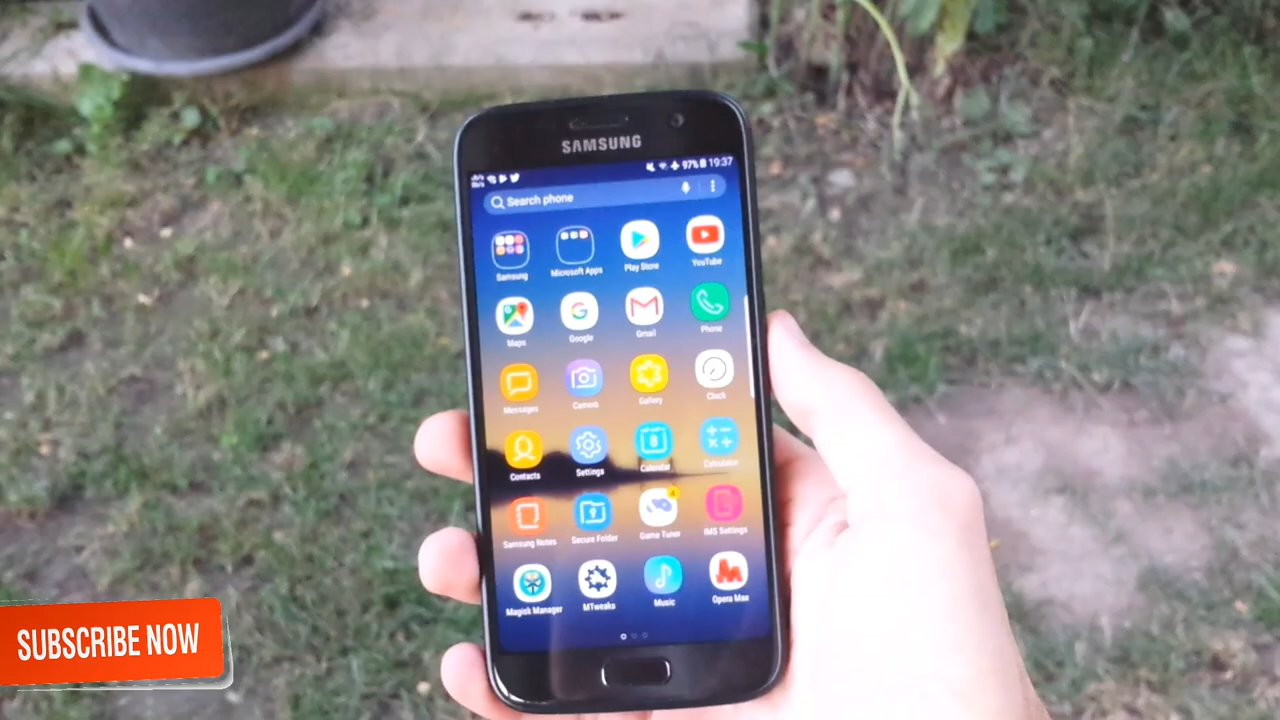 SAMSUNG
97% 19:37
Search phone
Samsung Microsoft Apps Play Store YouTube
Maps Google Gmail Phone
Messages Camera Gallery Clock
8
Contacts Settings Calendar Calculator
4
Samsung Notes Secure Folder Game Tuner IMS Settings
Magisk Manager MTweaks Music Opera Max
SUBSCRIBE NOW